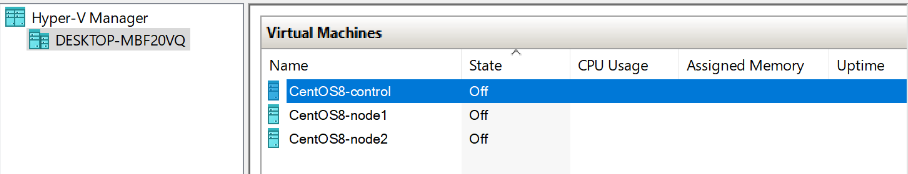 Hyper-V Manager
DESKTOP-MBF20VQ
Virtual Machines
Name State CPU Usage Assigned Memory Uptime
CentOS8-control Off
CentOS8-node1 Off
CentOS8-node2 Off